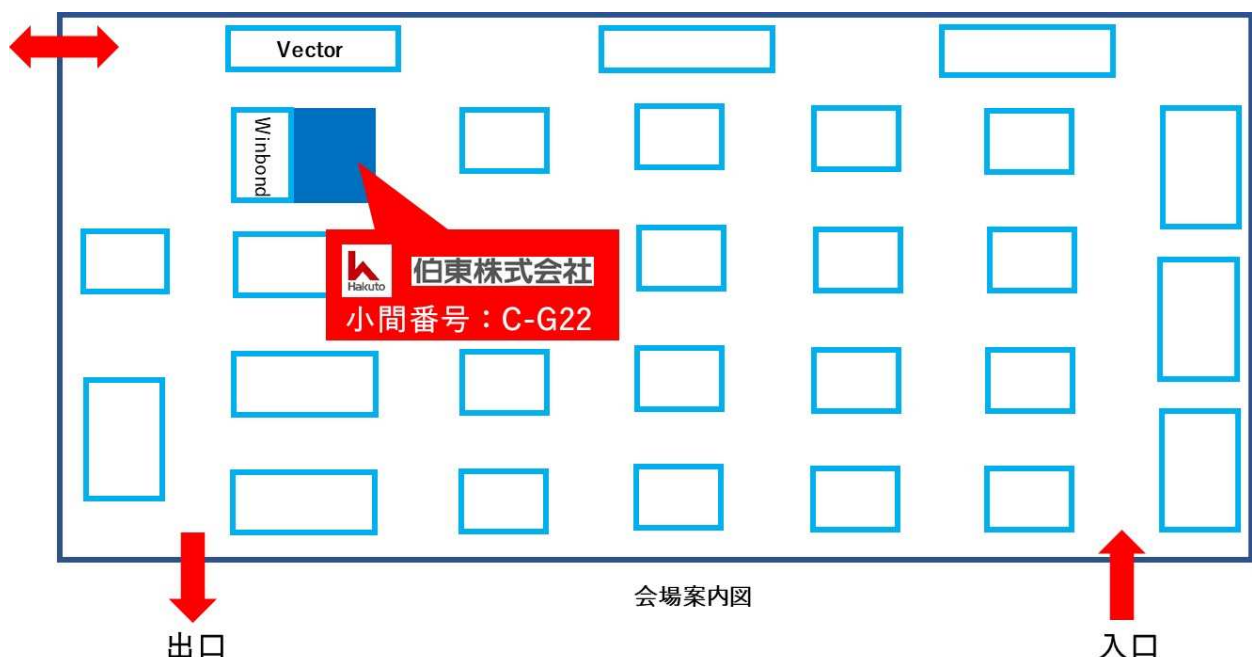 Vector
Winbond
Hakuto
伯東株式会社
小間番号：C-G22
会場案内図
出口
入口